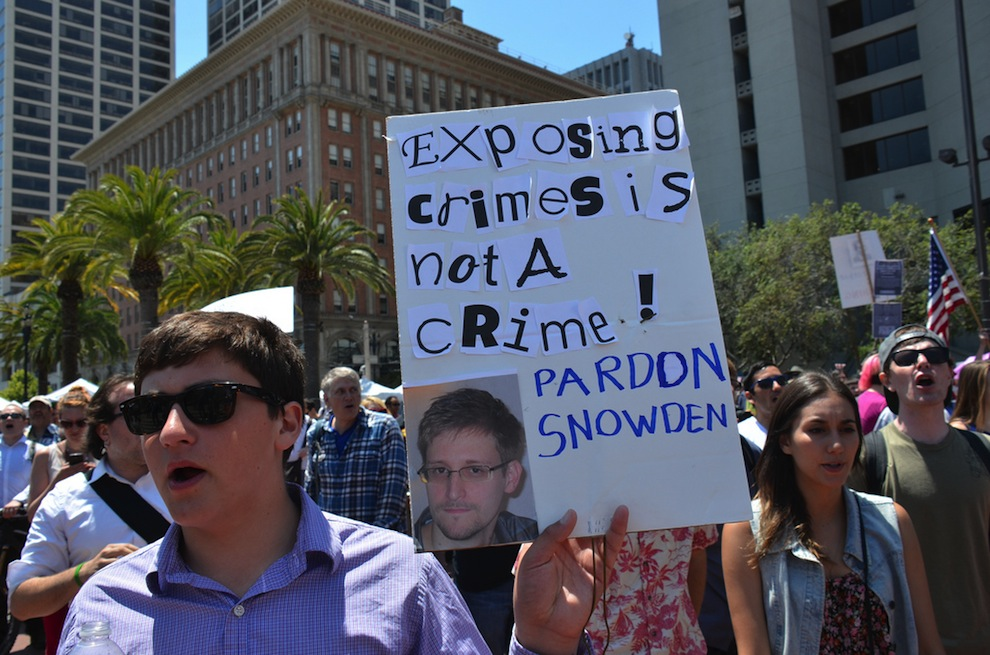 EXpoSing
crimeS is
not A
cRime!
PARDON
SNOWDEN